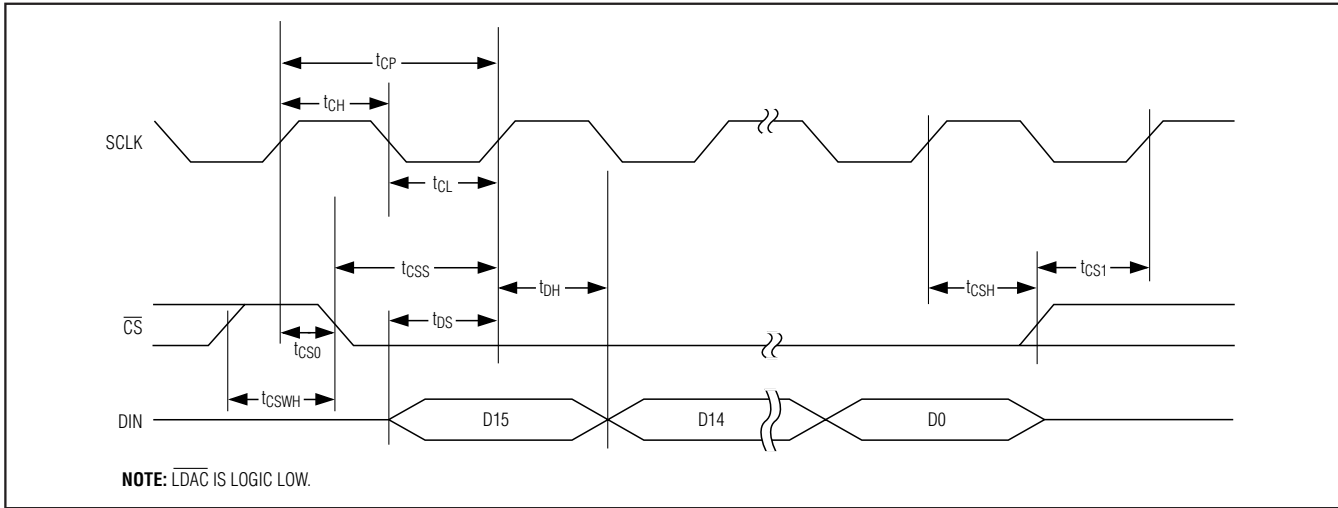 tCP
tCH
SCLK
tCL
tCSS
tDH
tCSH
tCS1
CS
tDS
tCS0
tCSWH
DIN
D15
D14
D0
NOTE: LDAC IS LOGIC LOW.